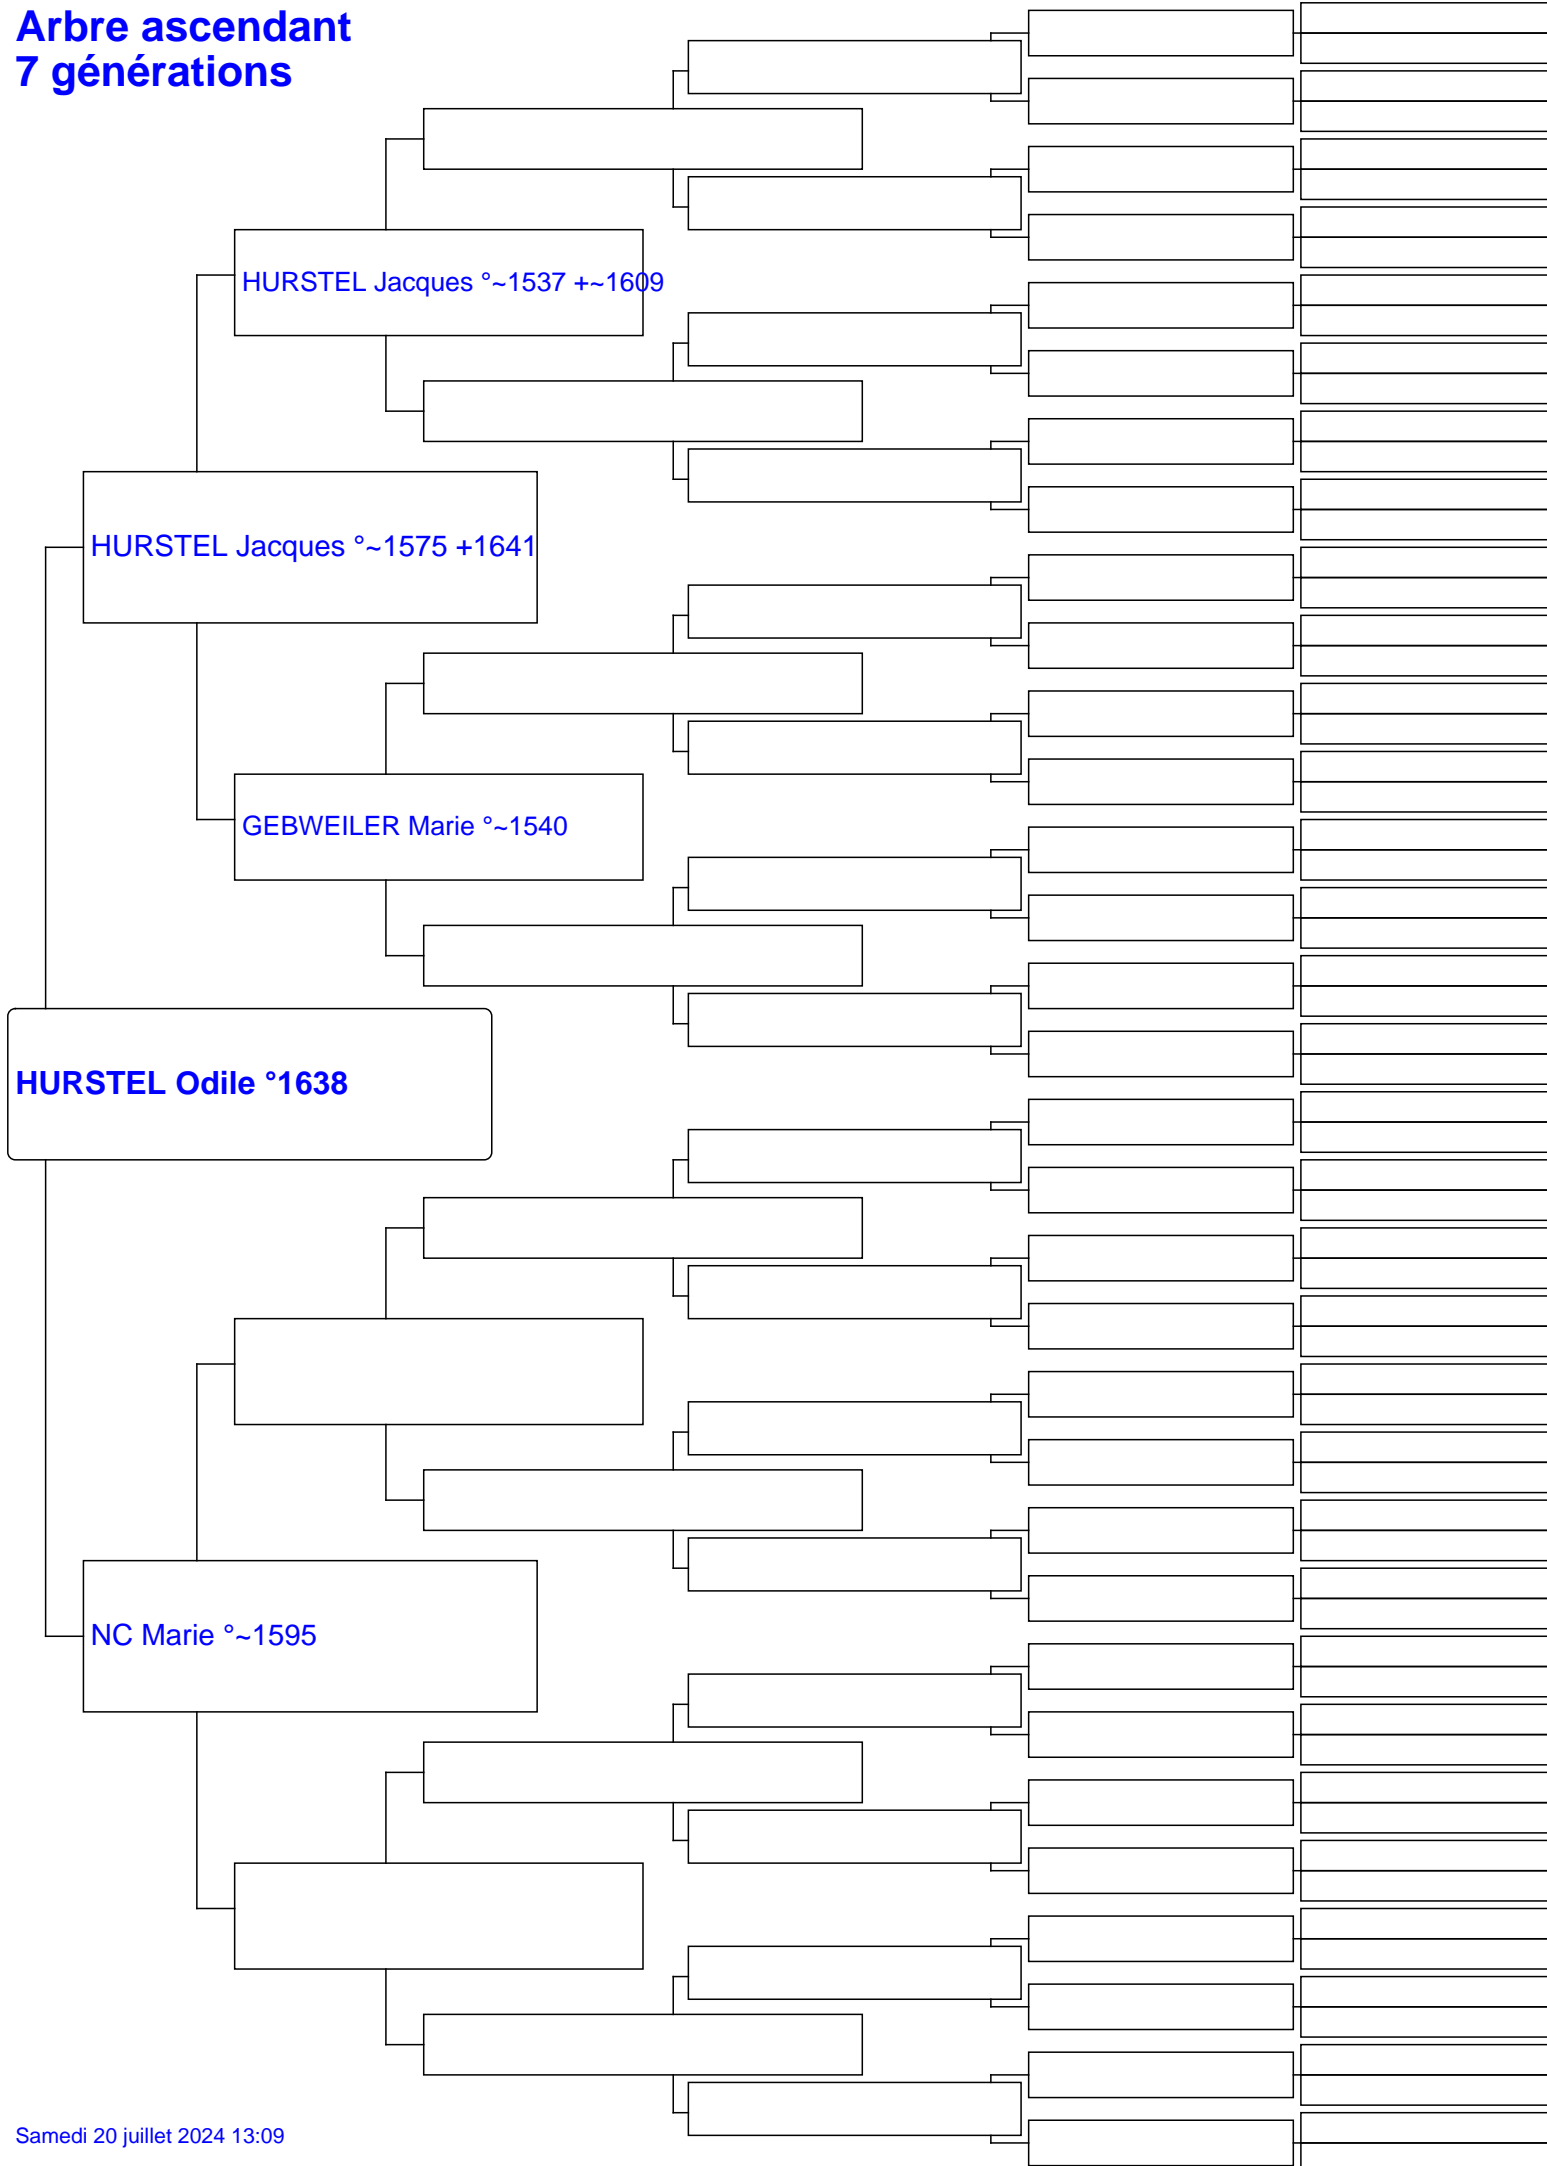 Arbre ascendant
7 générations
HURSTEL Jacques °~1537 +~1609
HURSTEL Jacques °~1575 +1641
GEBWEILER Marie °~1540
HURSTEL Odile °1638
NC Marie °~1595
Samedi 20 juillet 2024 13:09